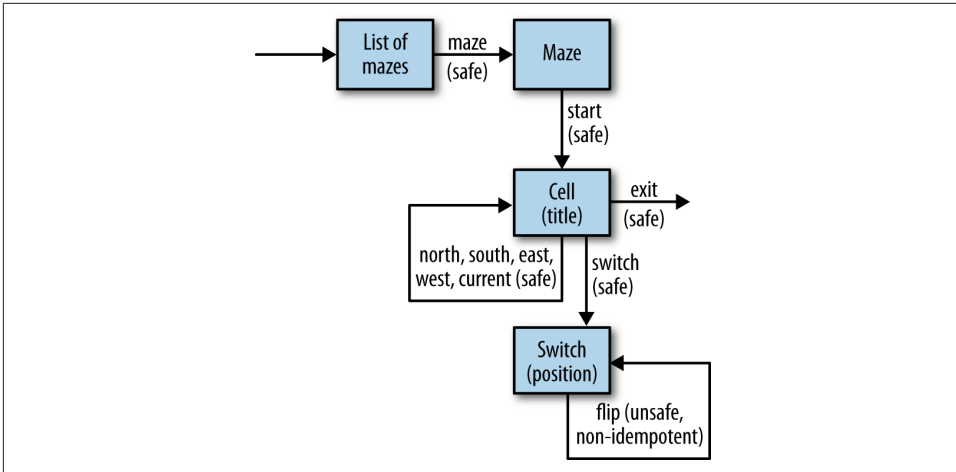 List of
mazes
maze
(safe)
Maze
start
(safe)
Cell
(title)
exit
(safe)
north, south, east,
west, current (safe)
switch
(safe)
Switch
(position)
flip (unsafe,
non-idempotent)